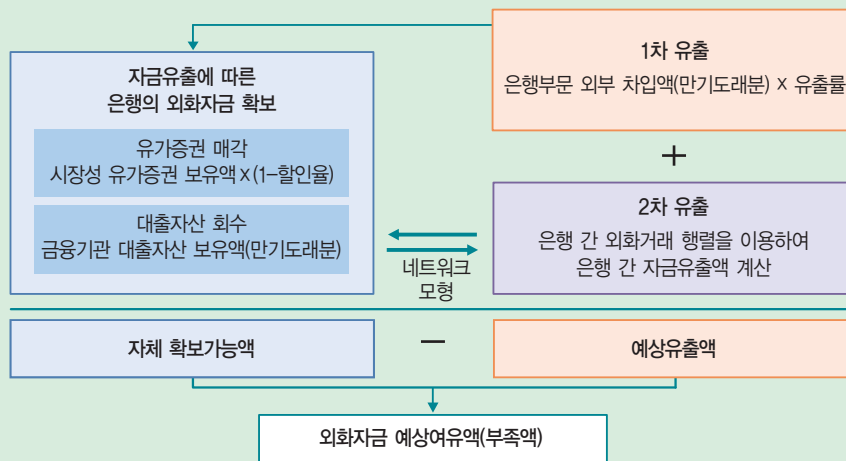 자금유출에 따른
은행의 외화자금 확보
유가증권 매각
시장성 유가증권 보유액×(1-할인율)
대출자산 회수
금융기관 대출자산 보유액(만기도래분)
1차 유출
은행부문 외부 차입액(만기도래분) × 유출률
+
2차 유출
은행 간 외화거래 행렬을 이용하여
은행 간 자금유출액 계산
네트워크
모형
자체 확보가능액
−
예상유출액
외화자금 예상여유액(부족액)